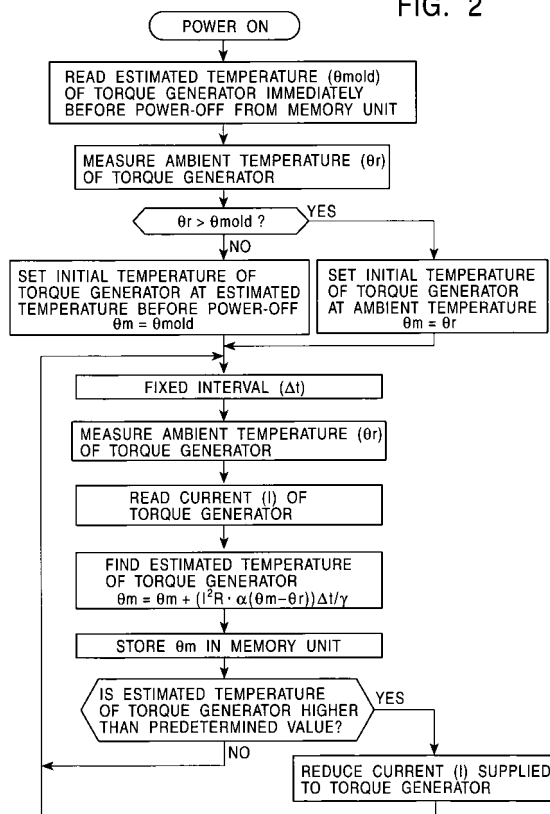 FIG. 2
POWER ON
READ ESTIMATED TEMPERATURE (θmold)
OF TORQUE GENERATOR IMMEDIATELY
BEFORE POWER-OFF FROM MEMORY UNIT
MEASURE AMBIENT TEMPERATURE (θr)
OF TORQUE GENERATOR
θr > θmold ?
YES
NO
SET INITIAL TEMPERATURE OF
TORQUE GENERATOR AT ESTIMATED
TEMPERATURE BEFORE POWER-OFF
θm = θmold
SET INITIAL TEMPERATURE
OF TORQUE GENERATOR
AT AMBIENT TEMPERATURE
θm = θr
FIXED INTERVAL (Δt)
MEASURE AMBIENT TEMPERATURE (θr)
OF TORQUE GENERATOR
READ CURRENT (I) OF
TORQUE GENERATOR
FIND ESTIMATED TEMPERATURE
OF TORQUE GENERATOR
θm = θm + (I²R · α(θm-θr))Δt/γ
STORE θm IN MEMORY UNIT
IS ESTIMATED TEMPERATURE
OF TORQUE GENERATOR HIGHER
THAN PREDETERMINED VALUE?
YES
NO
REDUCE CURRENT (I) SUPPLIED
TO TORQUE GENERATOR